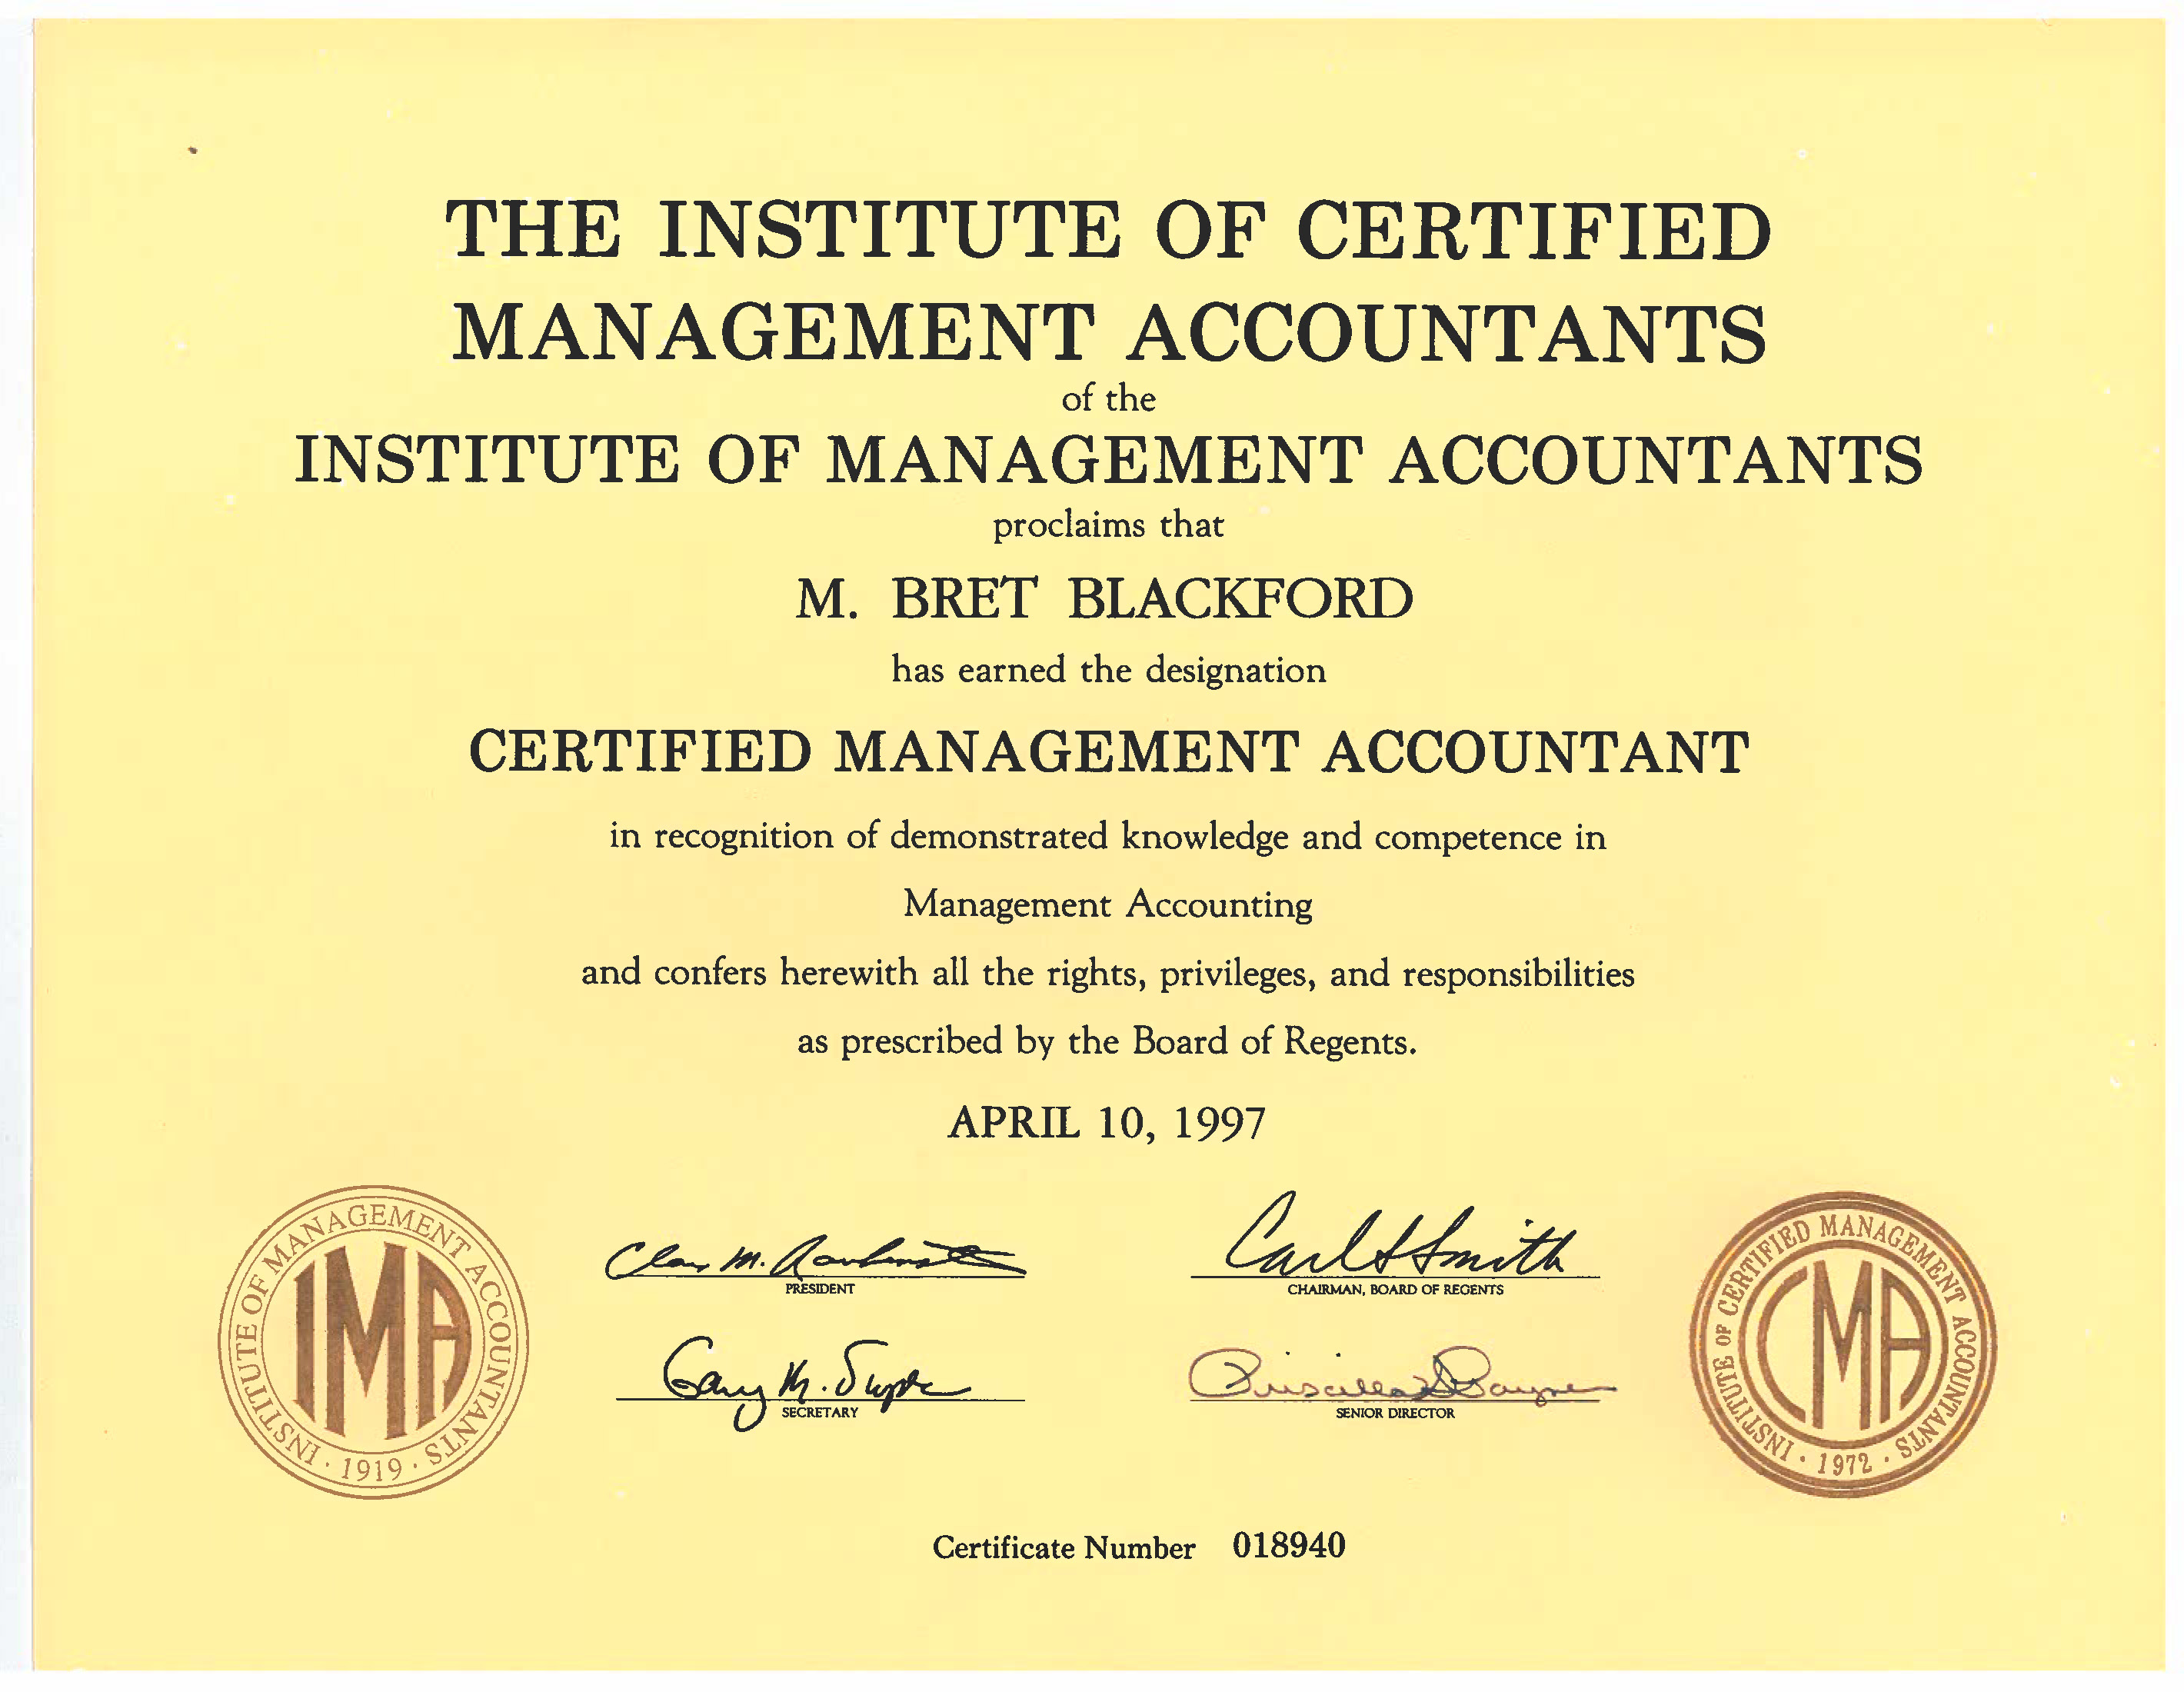 THE INSTITUTE OF CERTIFIED
MANAGEMENT ACCOUNTANTS
of the
INSTITUTE OF MANAGEMENT ACCOUNTANTS
proclaims that
M. BRET BLACKFORD
has earned the designation
CERTIFIED MANAGEMENT ACCOUNTANT
in recognition of demonstrated knowledge and competence in
Management Accounting
and confers herewith all the rights, privileges, and responsibilities
as prescribed by the Board of Regents.
APRIL 10, 1997
INSTITUTE OF MANAGEMENT ACCOUNTANTS
· 1919 ·
IMA
M.
PRESIDENT
Carl S Smith
CHAIRMAN, BOARD OF REGENTS
Gary M.
SECRETARY
Priscilla S Payne
SENIOR DIRECTOR
INSTITUTE OF CERTIFIED MANAGEMENT ACCOUNTANTS
· 1972 ·
CMA
Certificate Number 018940